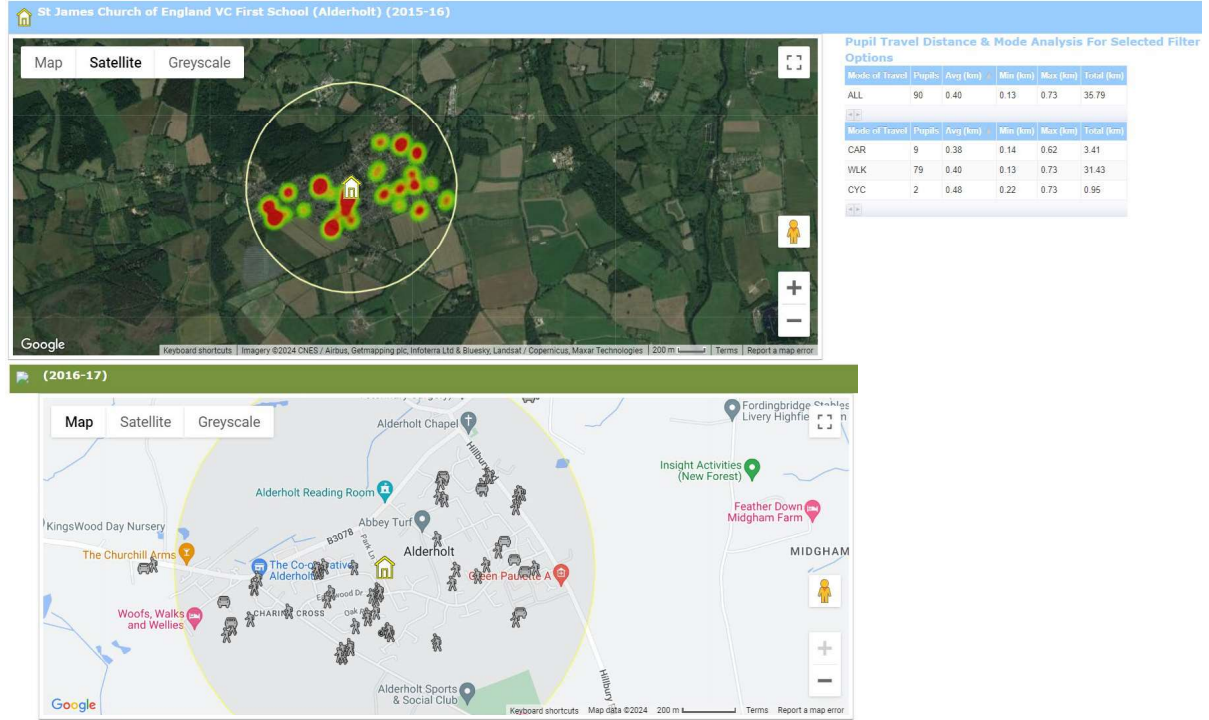 St James Church of England VC First School (Alderholt) (2015-16)
Map Satellite Greyscale
Google
Keyboard shortcuts Imagery ©2024 CNES / Airbus, Getmapping plc, Infoterra Ltd & Bluesky, Landsat / Copernicus, Maxar Technologies 200 m Terms Report a map error
Pupil Travel Distance & Mode Analysis For Selected Filter
Options
Mode of Travel Pupils Avg (km) Min (km) Max (km) Total (km)
ALL 90 0.40 0.13 0.73 35.79
Mode of Travel Pupils Avg (km) Min (km) Max (km) Total (km)
CAR 9 0.38 0.14 0.62 3.41
WLK 79 0.40 0.13 0.73 31.43
CYC 2 0.48 0.22 0.73 0.95
(2016-17)
Map Satellite Greyscale
Alderholt Chapel
Fordingbridge Stables
Livery Highfie
Insight Activities
(New Forest)
Alderholt Reading Room
Feather Down
Midgham Farm
KingsWood Day Nursery
Abbey Turf
B3078
Park Ln
Alderholt
MIDGHAM
The Churchill Arms
The Co-operative
Alderholt
Green Paulette A
Woofs, Walks
and Wellies
CHARING CROSS
Alderholt Sports
& Social Club
Hillbury
Google
Keyboard shortcuts Map data ©2024 200 m Terms Report a map error